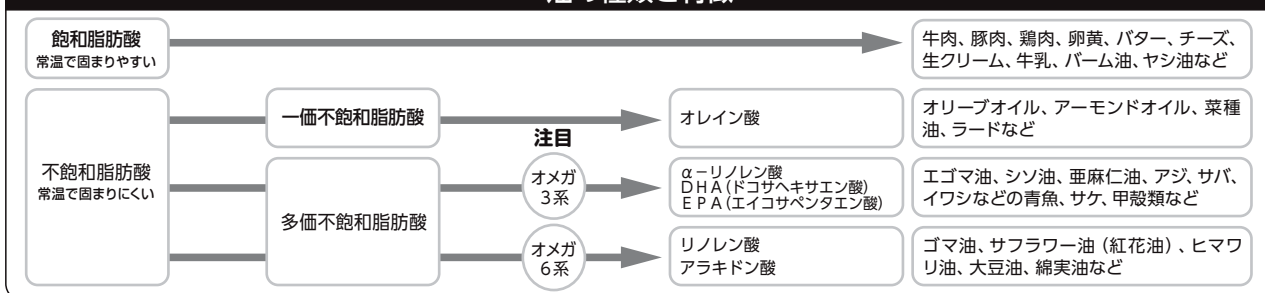 飽和脂肪酸
常温で固まりやすい
牛肉、豚肉、鶏肉、卵黄、バター、チーズ、
生クリーム、牛乳、パーム油、ヤシ油など
不飽和脂肪酸
常温で固まりにくい
一価不飽和脂肪酸
オレイン酸
オリーブオイル、アーモンドオイル、菜種
油、ラードなど
多価不飽和脂肪酸
注目
オメガ
3系
α－リノレン酸
DHA（ドコサヘキサエン酸）
EPA（エイコサペンタエン酸）
エゴマ油、シソ油、亜麻仁油、アジ、サバ、
イワシなどの青魚、サケ、甲殻類など
オメガ
6系
リノレン酸
アラキドン酸
ゴマ油、サフラワー油（紅花油）、ヒマワ
リ油、大豆油、綿実油など